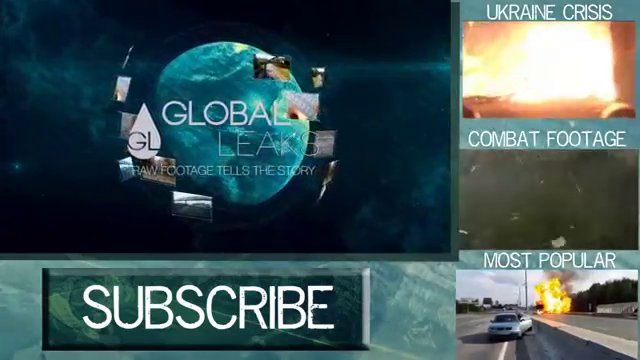 UKRAINE CRISIS
GLOBAL
GL
LEAKS
RAW FOOTAGE TELLS THE STORY
COMBAT FOOTAGE
MOST POPULAR
SUBSCRIBE